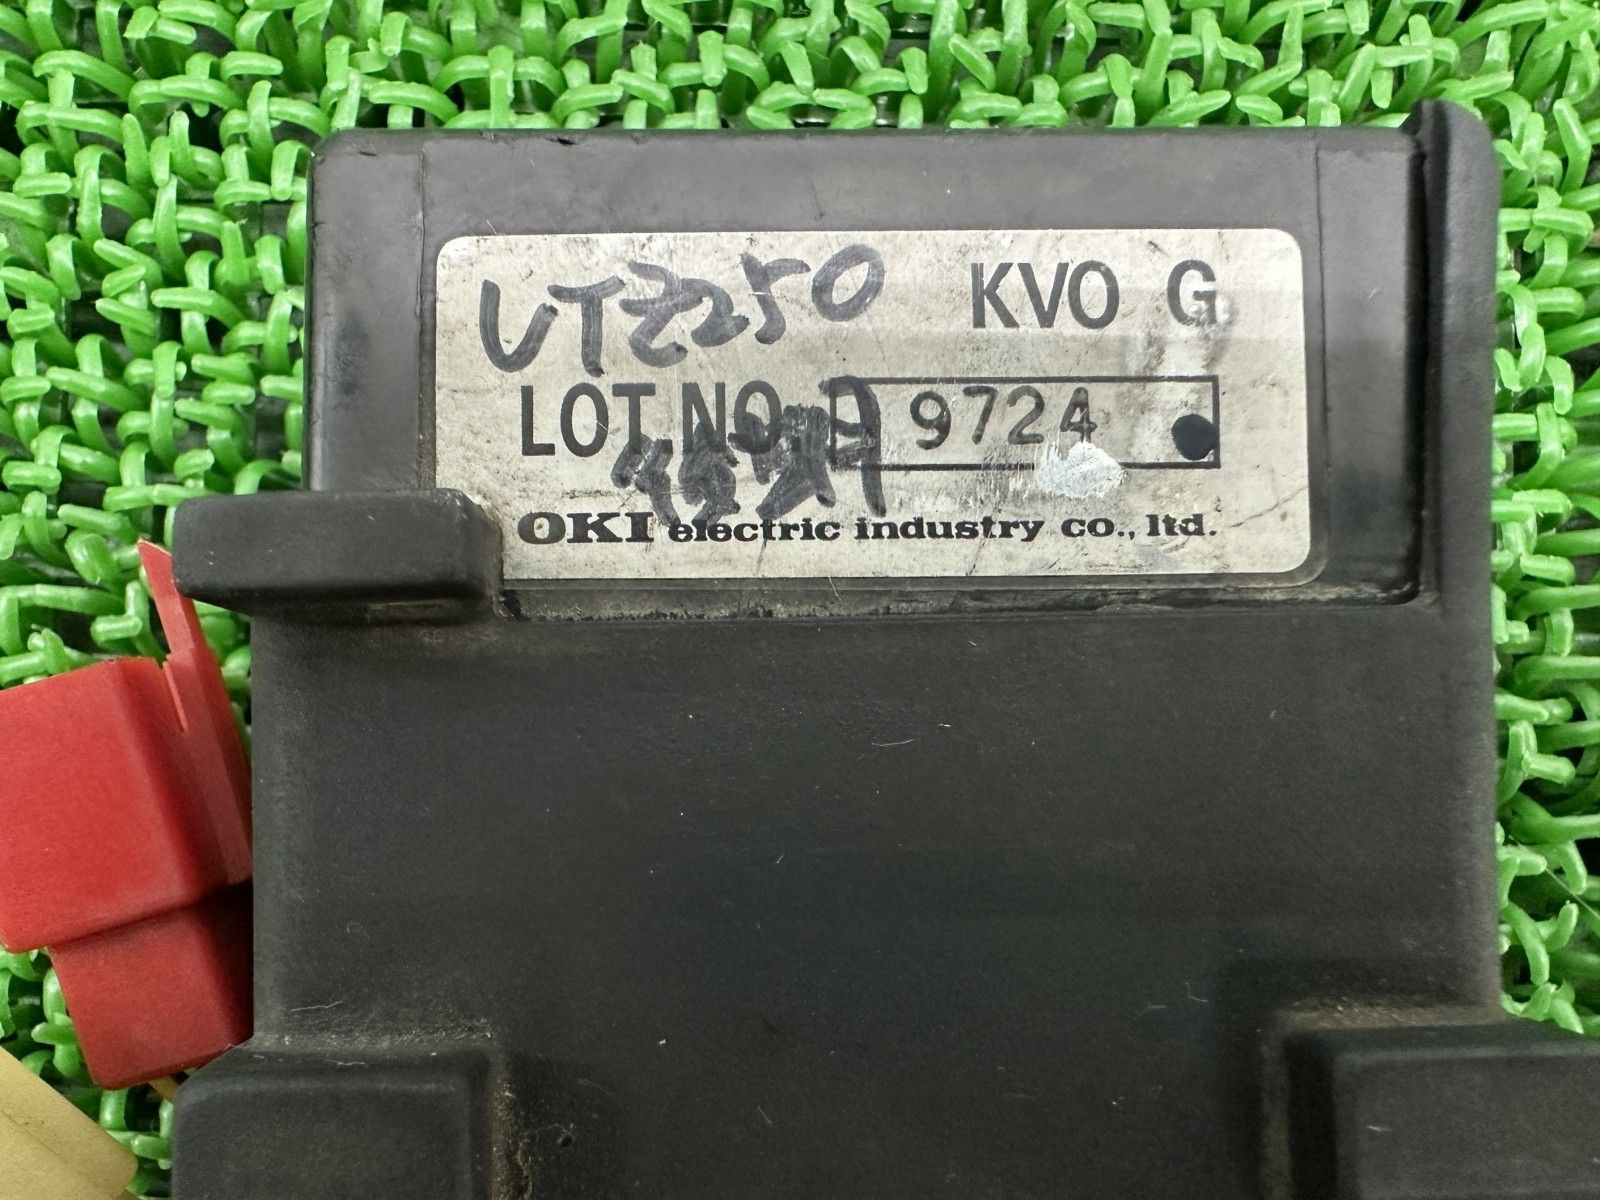 VTZ250 KVO G
LOT.NO. 9724
OKI electric industry co., ltd.